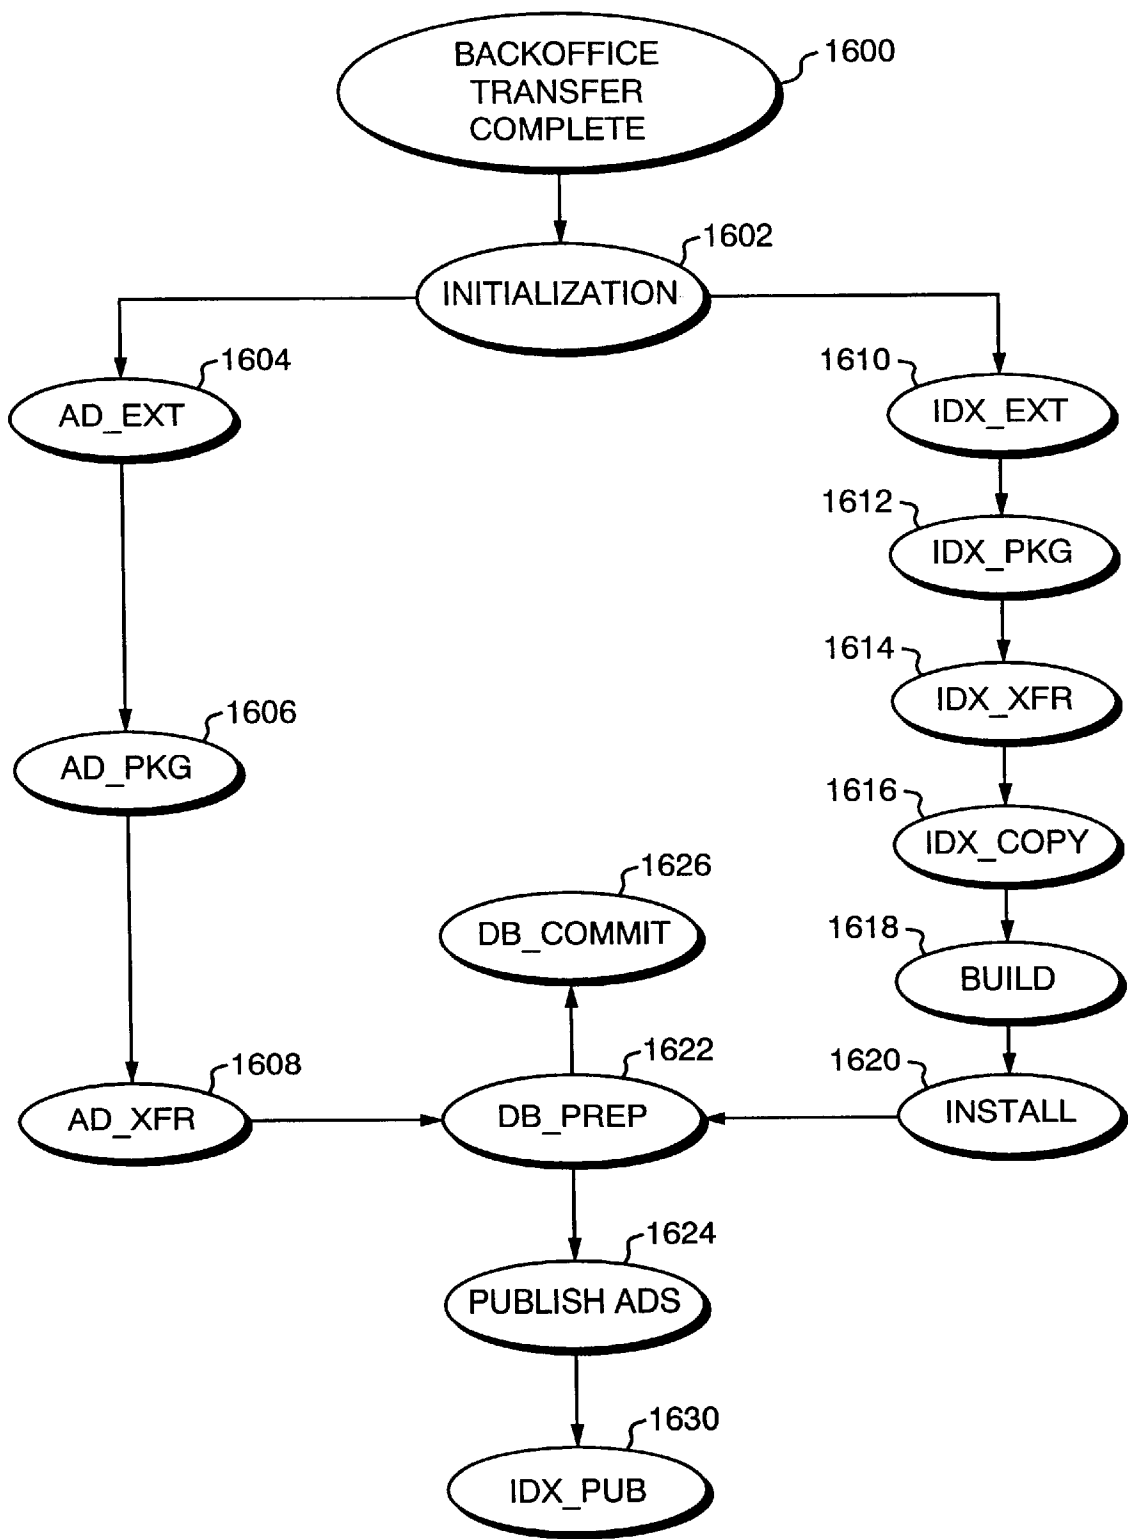 BACKOFFICE
TRANSFER
COMPLETE
1600
1602
INITIALIZATION
1604
AD_EXT
1610
IDX_EXT
1612
IDX_PKG
1606
AD_PKG
1614
IDX_XFR
1616
IDX_COPY
1626
DB_COMMIT
1618
BUILD
1608
AD_XFR
1622
DB_PREP
1620
INSTALL
1624
PUBLISH ADS
1630
IDX_PUB